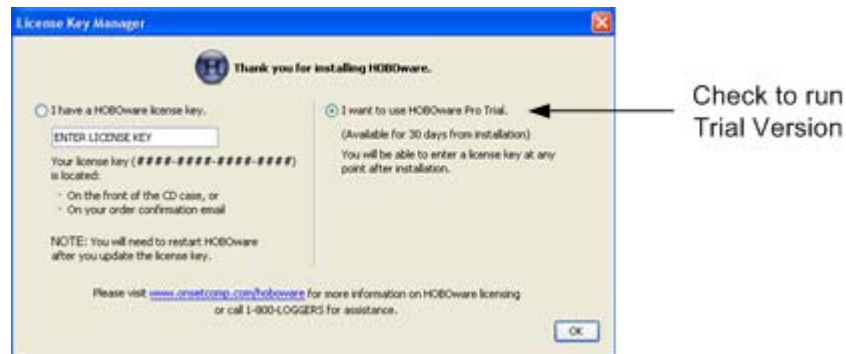 License Key Manager
Thank you for installing HOBOware.
I have a HOBOware license key.
ENTER LICENSE KEY
Your license key (####-####-####-####)
is located:
· On the front of the CD case, or
· On your order confirmation email
NOTE: You will need to restart HOBOware
after you update the license key.
I want to use HOBOware Pro Trial.
(Available for 30 days from installation)
You will be able to enter a license key at any
point after installation.
Check to run
Trial Version
Please visit www.onsetcomp.com/hoboware for more information on HOBOware licensing
or call 1-800-LOGGERS for assistance.
OK